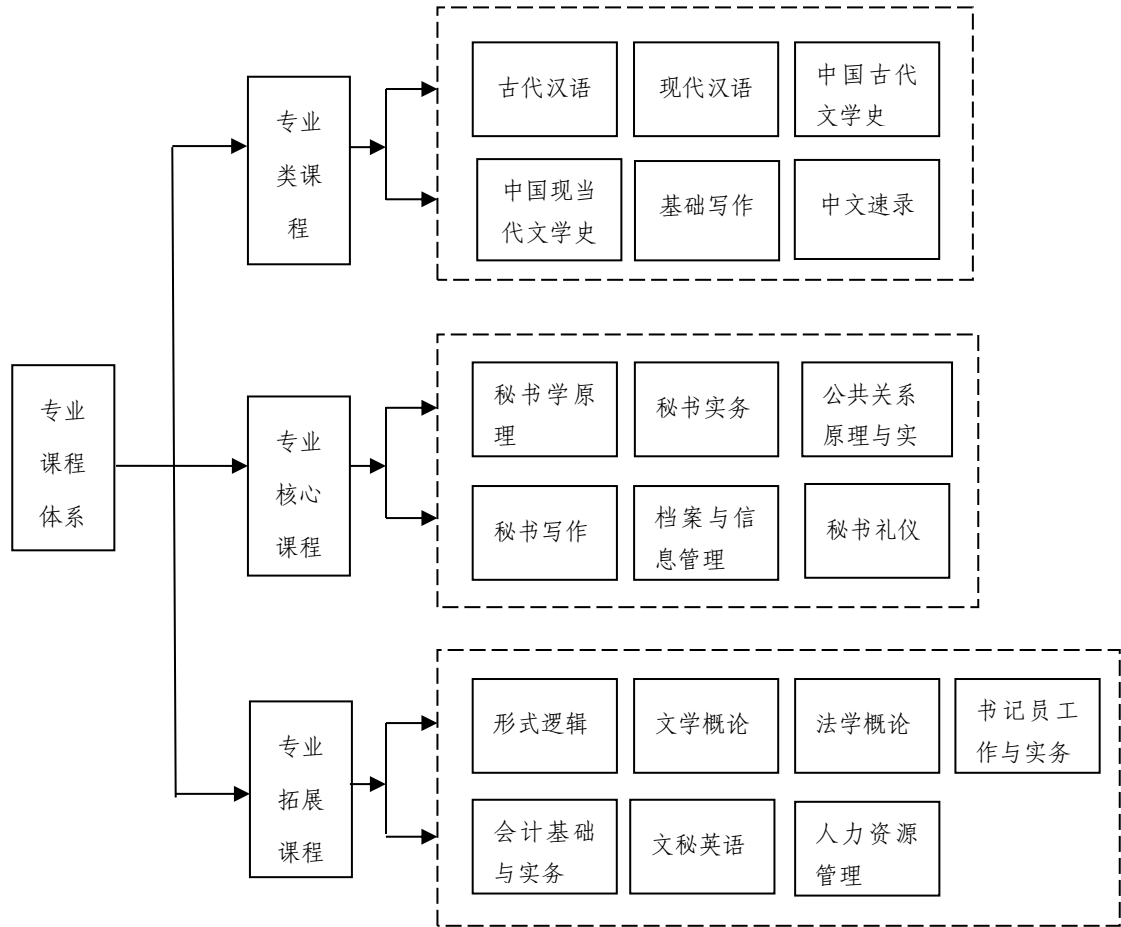 专业
课程
体系
专业
类课
程
古代汉语
现代汉语
中国古代
文学史
中国现当
代文学史
基础写作
中文速录
专业
核心
课程
秘书学原
理
秘书实务
公共关系
原理与实
秘书写作
档案与信
息管理
秘书礼仪
专业
拓展
课程
形式逻辑
文学概论
法学概论
书记员工
作与实务
会计基础
与实务
文秘英语
人力资源
管理